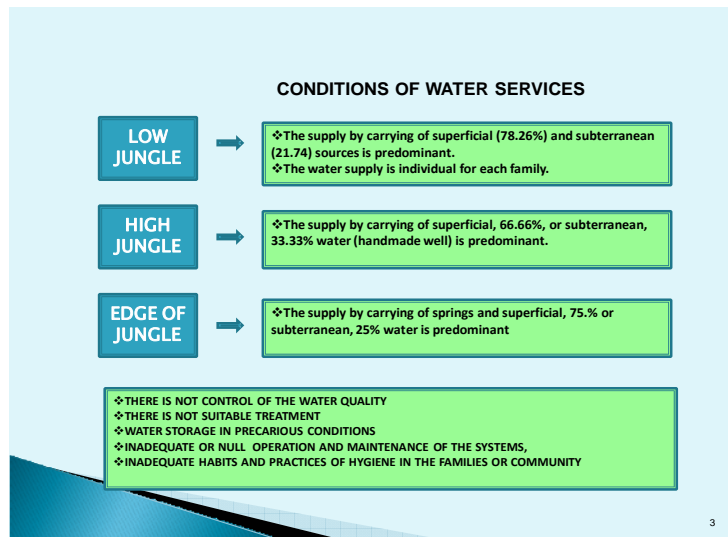 CONDITIONS OF WATER SERVICES
LOW
JUNGLE
❖The supply by carrying of superficial (78.26%) and subterranean
(21.74) sources is predominant.
❖The water supply is individual for each family.
HIGH
JUNGLE
❖The supply by carrying of superficial, 66.66%, or subterranean,
33.33% water (handmade well) is predominant.
EDGE OF
JUNGLE
❖The supply by carrying of springs and superficial, 75.% or
subterranean, 25% water is predominant
❖THERE IS NOT CONTROL OF THE WATER QUALITY
❖THERE IS NOT SUITABLE TREATMENT
❖WATER STORAGE IN PRECARIOUS CONDITIONS
❖INADEQUATE OR NULL OPERATION AND MAINTENANCE OF THE SYSTEMS,
❖INADEQUATE HABITS AND PRACTICES OF HYGIENE IN THE FAMILIES OR COMMUNITY
3